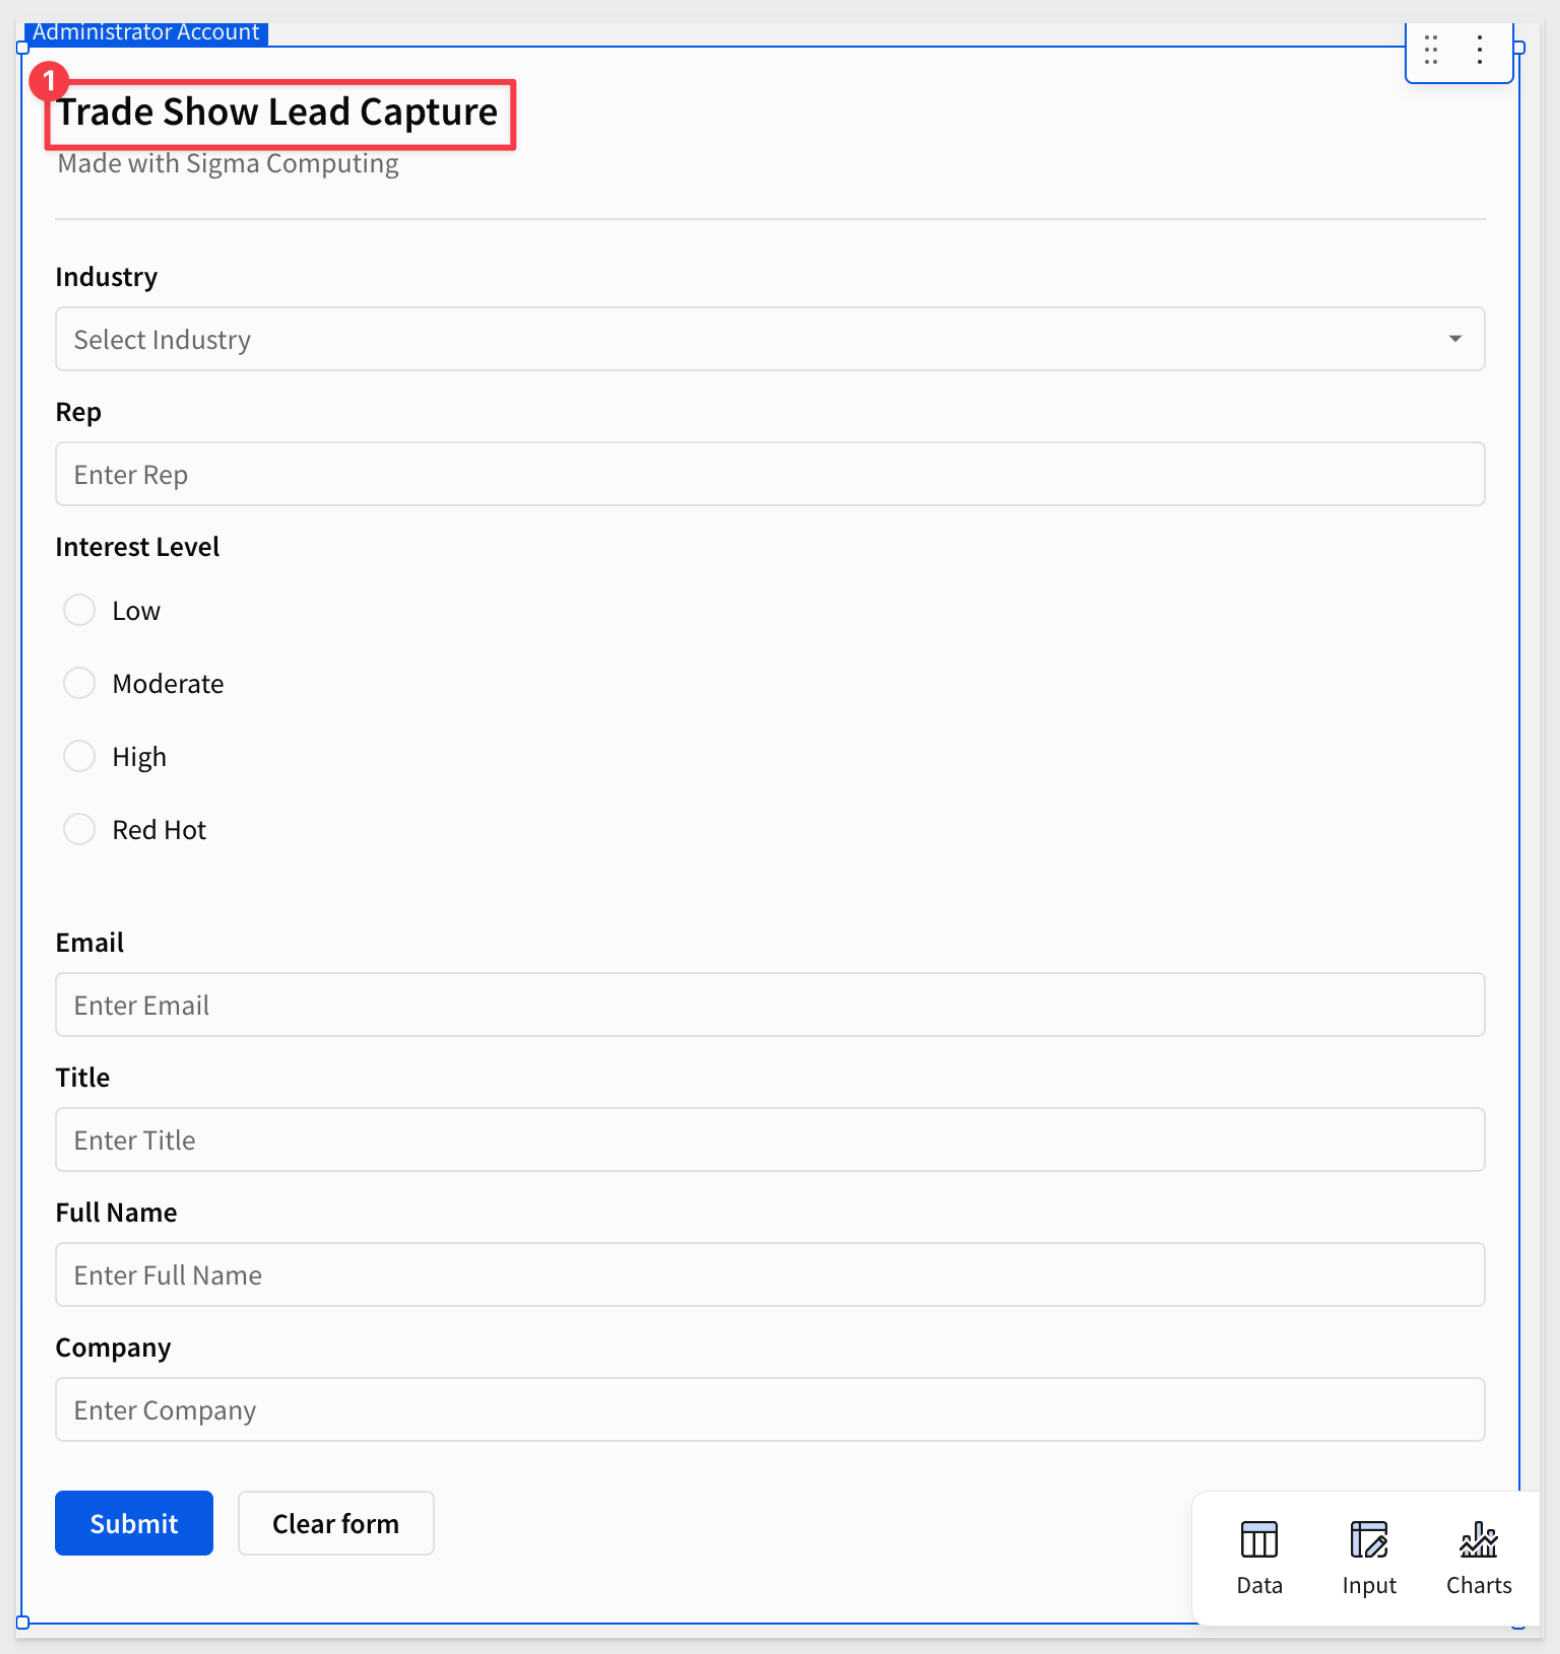 Administrator Account
1
Trade Show Lead Capture
Made with Sigma Computing
Industry
Select Industry
Rep
Enter Rep
Interest Level
Low
Moderate
High
Red Hot
Email
Enter Email
Title
Enter Title
Full Name
Enter Full Name
Company
Enter Company
Submit Clear form
Data Input Charts